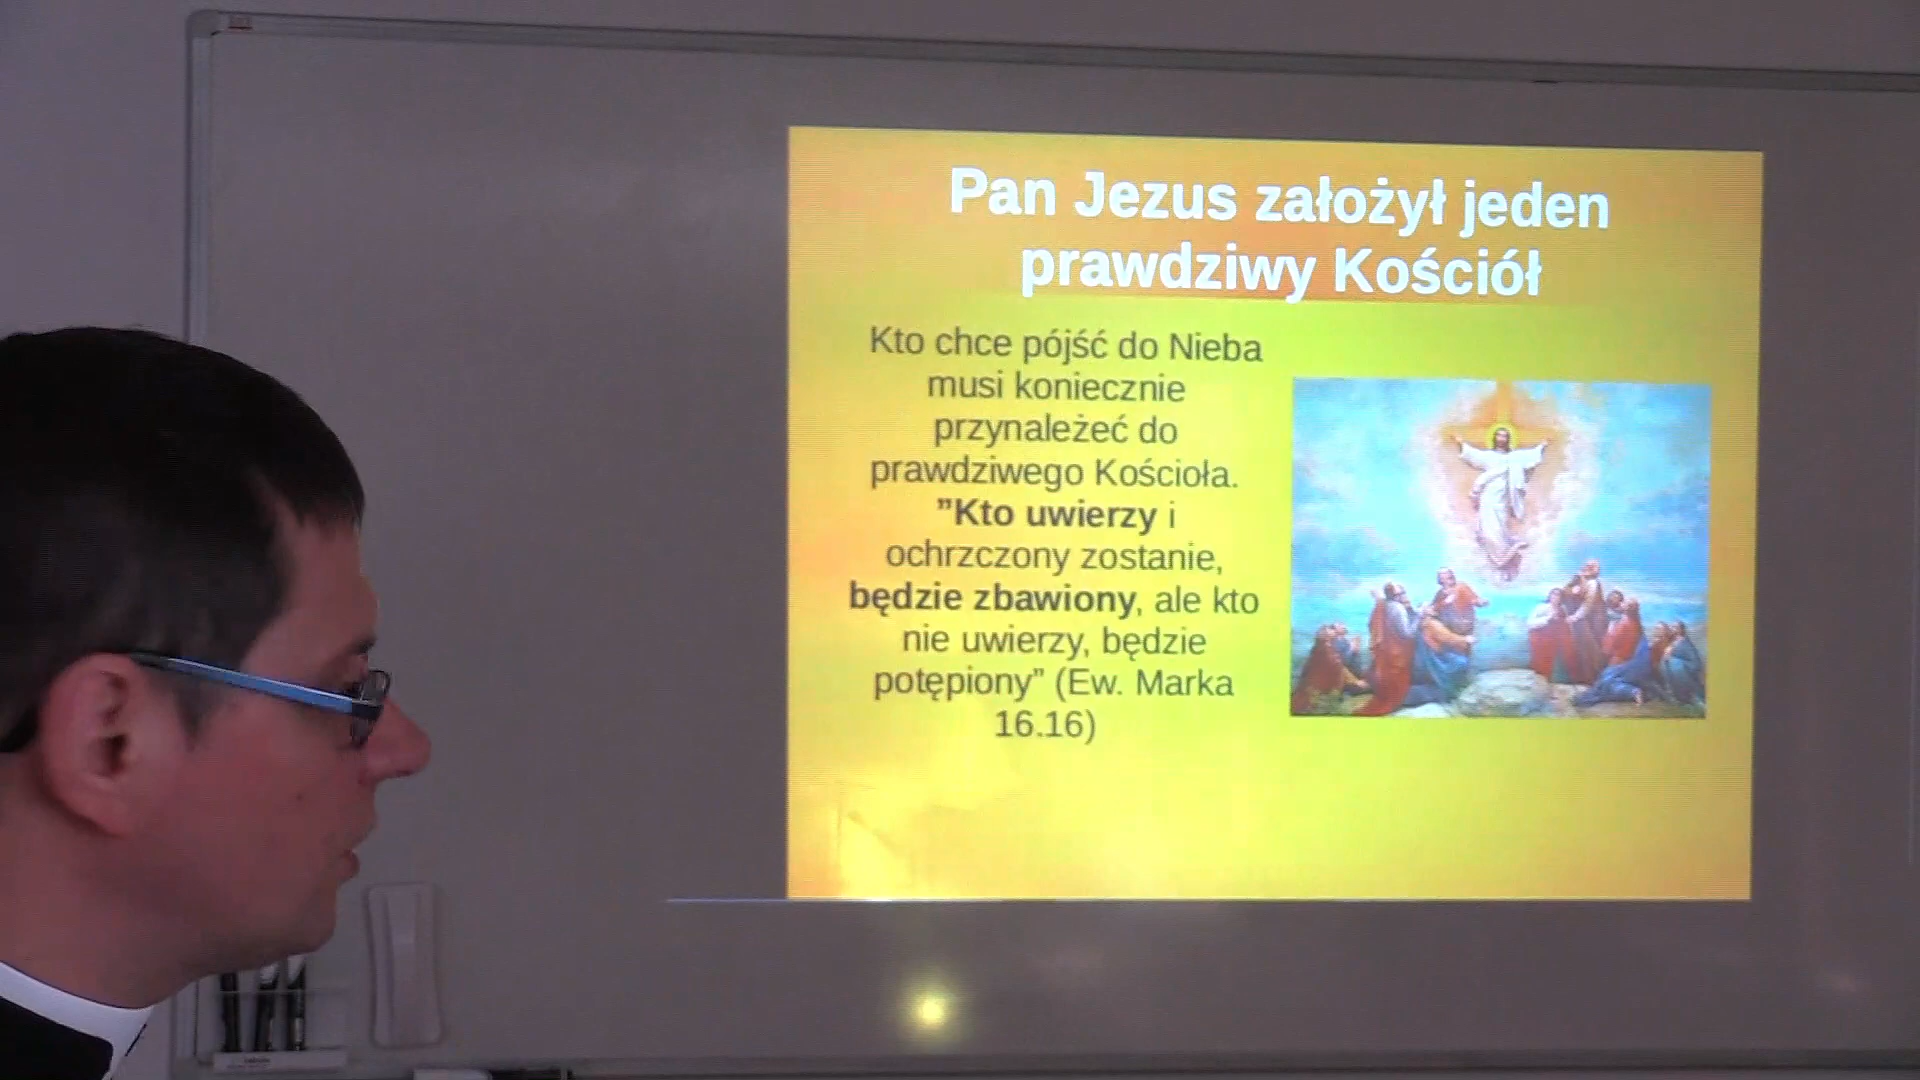 Pan Jezus założył jeden
prawdziwy Kościół
Kto chce pójść do Nieba
musi koniecznie
przynależeć do
prawdziwego Kościoła.
”Kto uwierzy i
ochrzczony zostanie,
będzie zbawiony, ale kto
nie uwierzy, będzie
potępiony” (Ew. Marka
16.16)